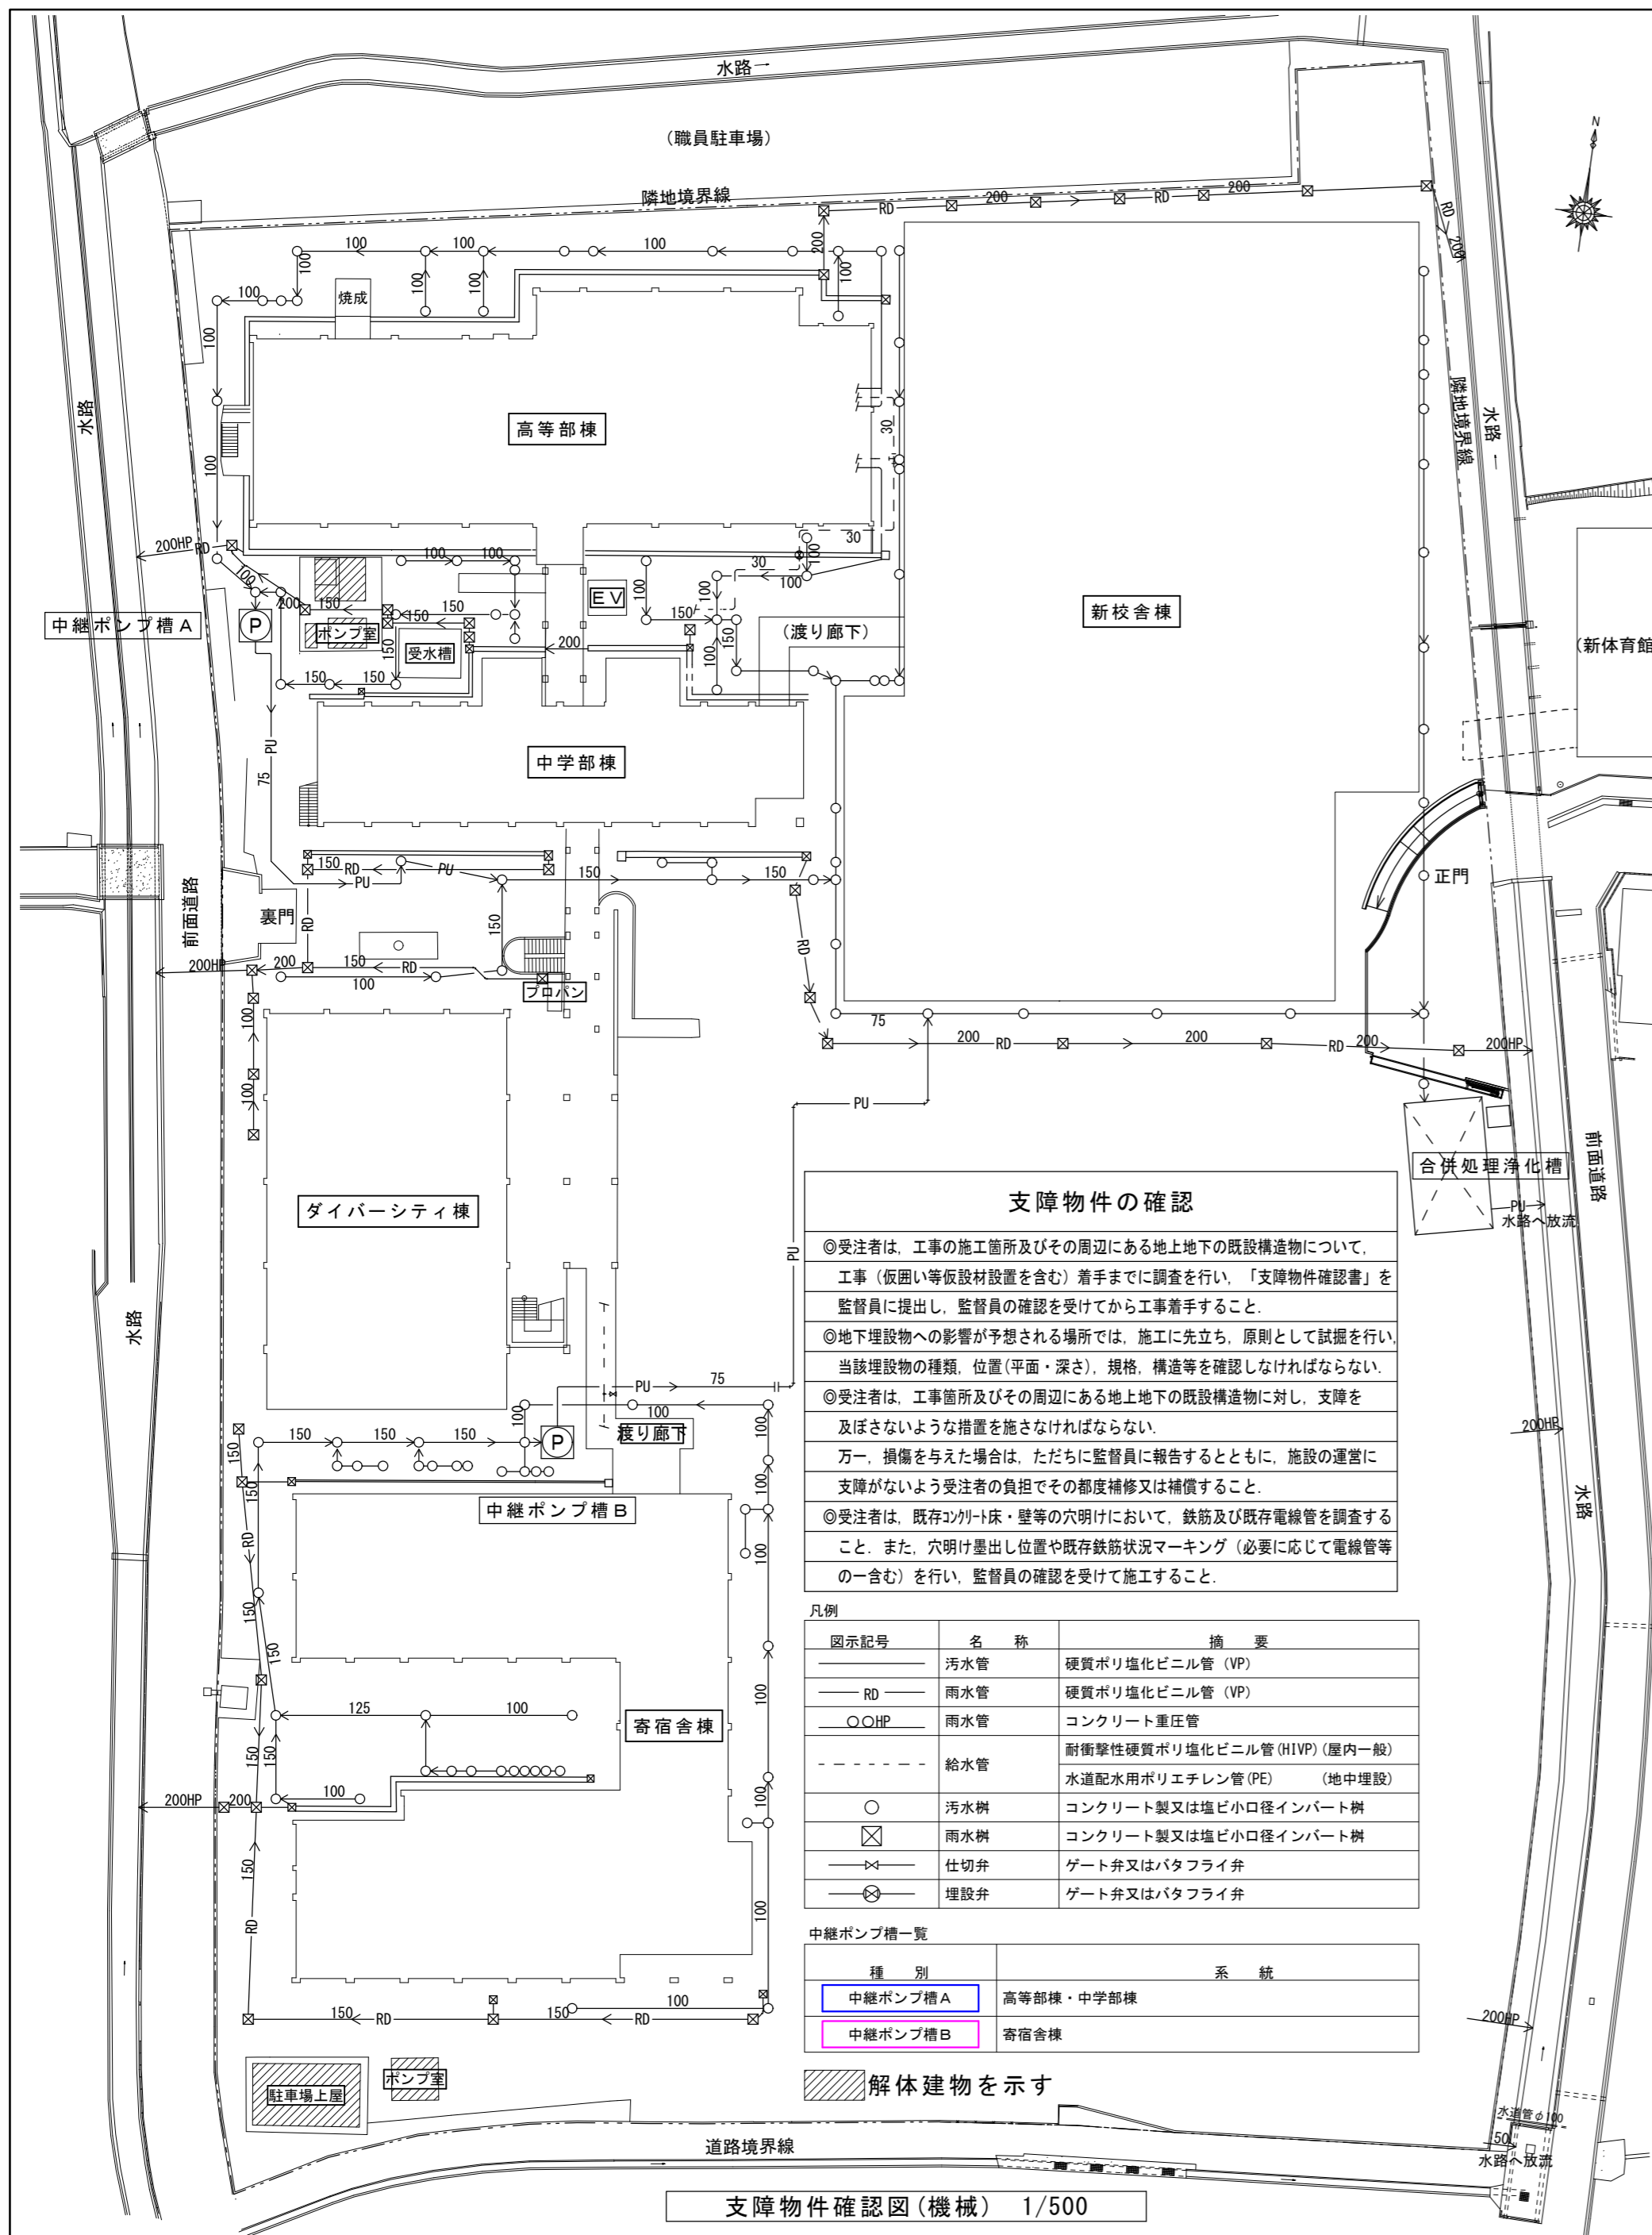 水路→
(職員駐車場)
N
隣地境界線
RD
200
RD
200
RD
200
200
100
100
100
100
100
100
100
100
焼成
100
100
水路
高等部棟
30
隣地境界線
水路
100
200HP
RD
100
200
150
100
100
150
100
EV
30
30
100
100
100
150
150
中継ポンプ槽A
P
ポンプ室
150
150
受水槽
200
100
(渡り廊下)
新校舎棟
(新体育館
150
150
PU
75
中学部棟
150
RD
PU
PU
150
150
正門
前面道路
裏門
RD
150
RD
200HP
200
150
RD
100
プロパン
75
200
RD
200
RD
200
200HP
100
100
PU
前面道路
合併処理浄化槽
PU
水路へ放流
ダイバーシティ棟
PU
水路
支障物件の確認
◎受注者は，工事の施工箇所及びその周辺にある地上地下の既設構造物について，
工事（仮囲い等仮設材設置を含む）着手までに調査を行い，「支障物件確認書」を
監督員に提出し，監督員の確認を受けてから工事着手すること．
◎地下埋設物への影響が予想される場所では，施工に先立ち，原則として試掘を行い，
当該埋設物の種類，位置(平面・深さ)，規格，構造等を確認しなければならない．
◎受注者は，工事箇所及びその周辺にある地上地下の既設構造物に対し，支障を
及ぼさないような措置を施さなければならない．
万一，損傷を与えた場合は，ただちに監督員に報告するとともに，施設の運営に
支障がないよう受注者の負担でその都度補修又は補償すること．
◎受注者は，既存ｺﾝｸﾘｰﾄ床・壁等の穴明けにおいて，鉄筋及び既存電線管を調査する
こと．また，穴明け墨出し位置や既存鉄筋状況マーキング（必要に応じて電線管等
の一含む）を行い，監督員の確認を受けて施工すること．
PU
75
100
100
渡り廊下
150
150
150
150
P
100
100
200HP
150
中継ポンプ槽B
水路
RD
100
100
150
150
125
100
寄宿舎棟
100
150
150
100
200HP
200
100
150
RD
100
150
RD
150
RD
100
凡例
図示記号 名　称 摘　要
汚水管 硬質ポリ塩化ビニル管（VP）
RD 雨水管 硬質ポリ塩化ビニル管（VP）
〇〇HP 雨水管 コンクリート重圧管
給水管 耐衝撃性硬質ポリ塩化ビニル管(HIVP)(屋内一般)
水道配水用ポリエチレン管(PE)　（地中埋設）
汚水桝 コンクリート製又は塩ビ小口径インバート桝
雨水桝 コンクリート製又は塩ビ小口径インバート桝
仕切弁 ゲート弁又はバタフライ弁
埋設弁 ゲート弁又はバタフライ弁
中継ポンプ槽一覧
種　別 系　統
中継ポンプ槽A 高等部棟・中学部棟
中継ポンプ槽B 寄宿舎棟
解体建物を示す
200HP
駐車場上屋
ポンプ室
水道管φ100
50
水路へ放流
道路境界線
支障物件確認図(機械)　1/500